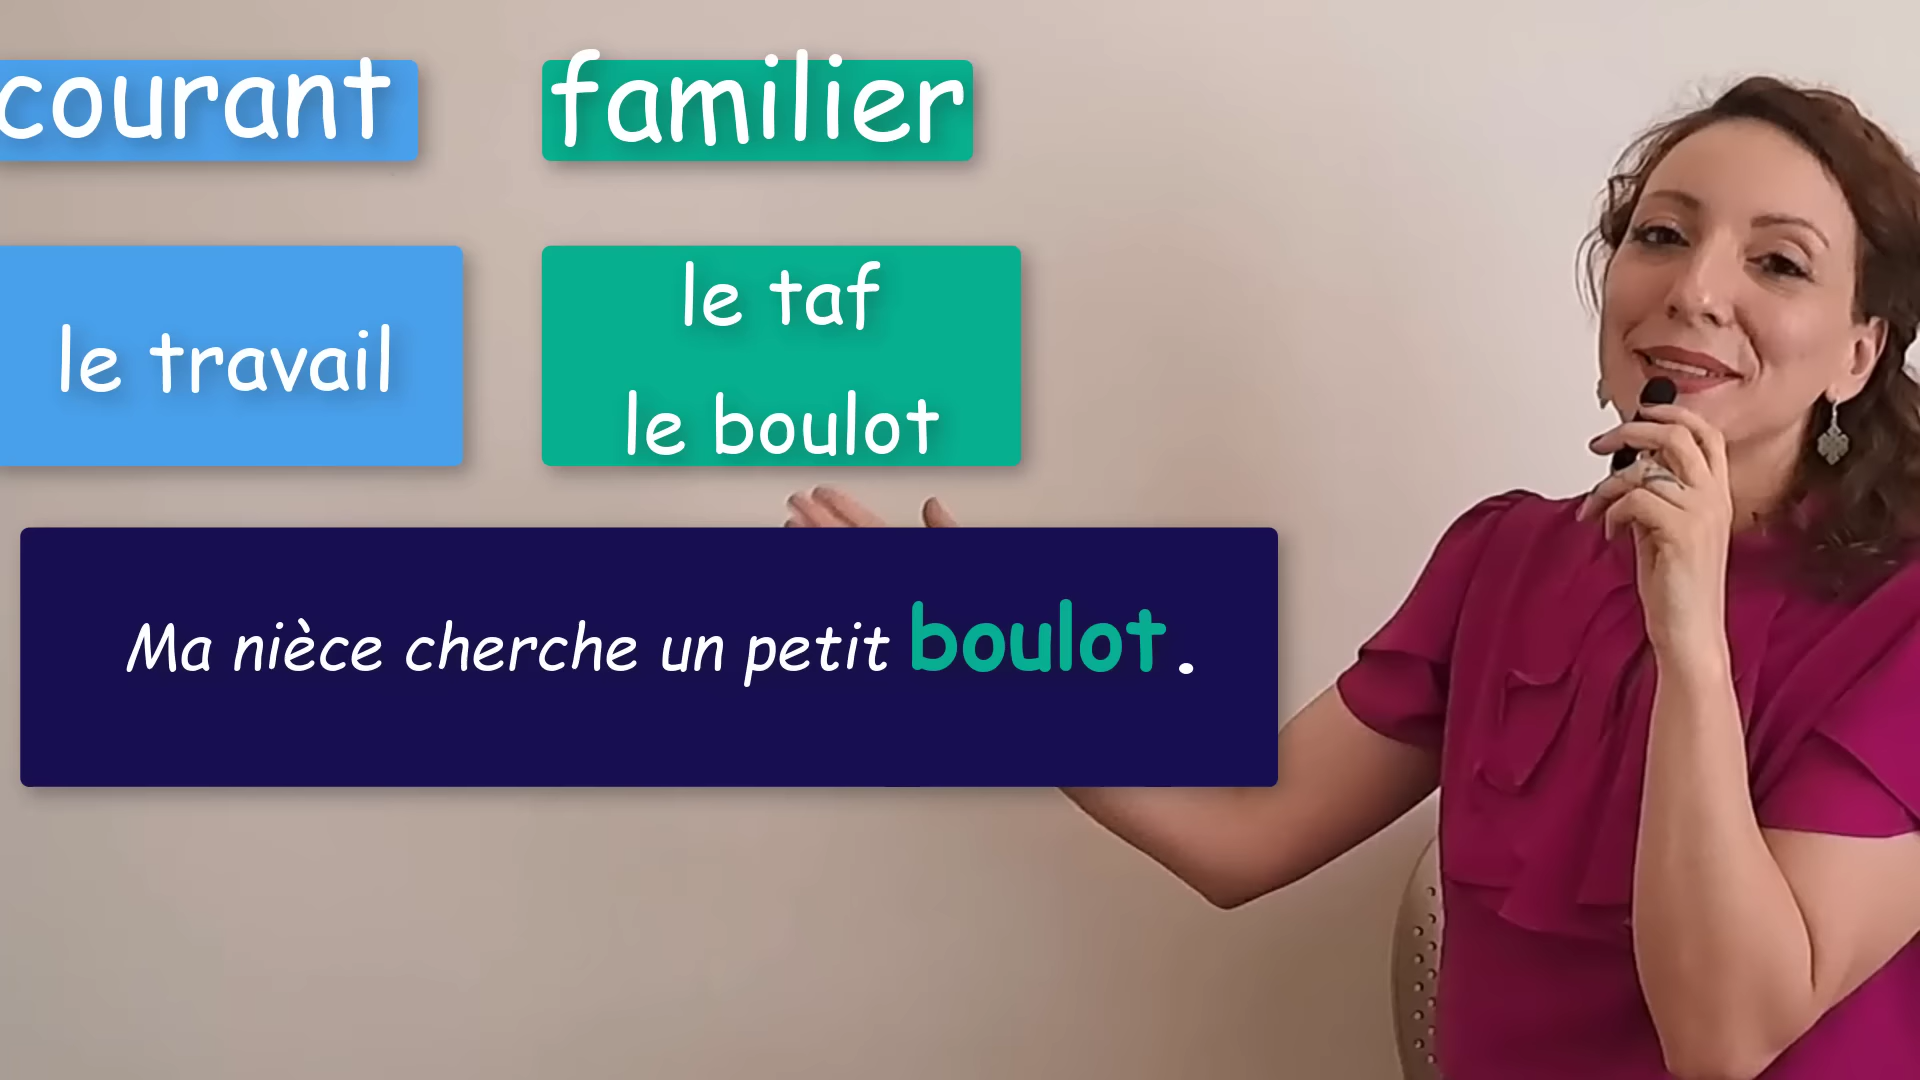 courant
familier
le travail
le taf
le boulot
Ma nièce cherche un petit boulot.